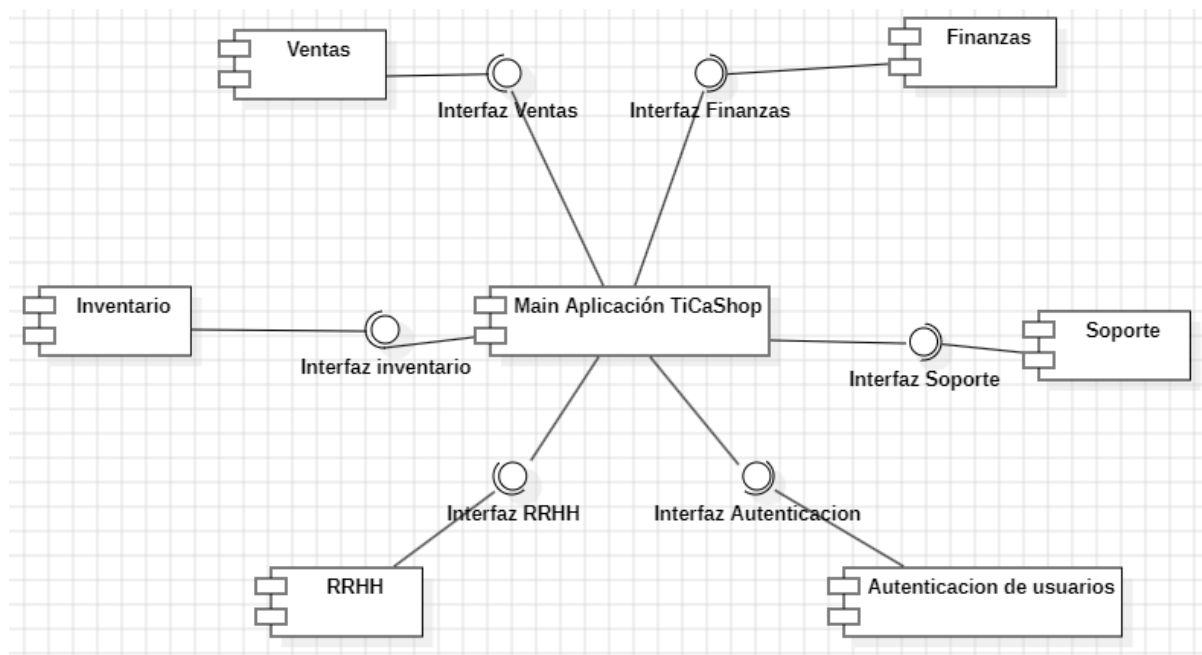 Ventas
Finanzas
Interfaz Ventas
Interfaz Finanzas
Inventario
Main Aplicación TiCaShop
Soporte
Interfaz inventario
Interfaz Soporte
Interfaz RRHH
Interfaz Autenticacion
RRHH
Autenticacion de usuarios